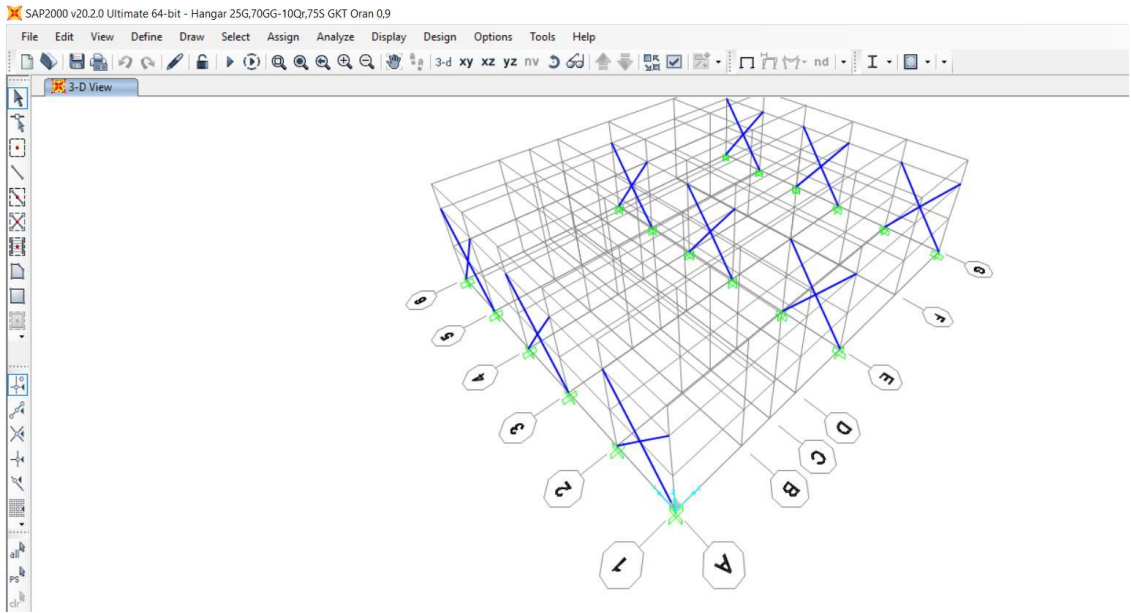 SAP2000 v20.2.0 Ultimate 64-bit - Hangar 25G,70GG-10Qr,75S GKT Oran 0,9
File Edit View Define Draw Select Assign Analyze Display Design Options Tools Help
3-d xy xz yz nv nd
3-D View
G
6
F
5
4
E
3
D
C
2
B
1
A
all
PS
clr